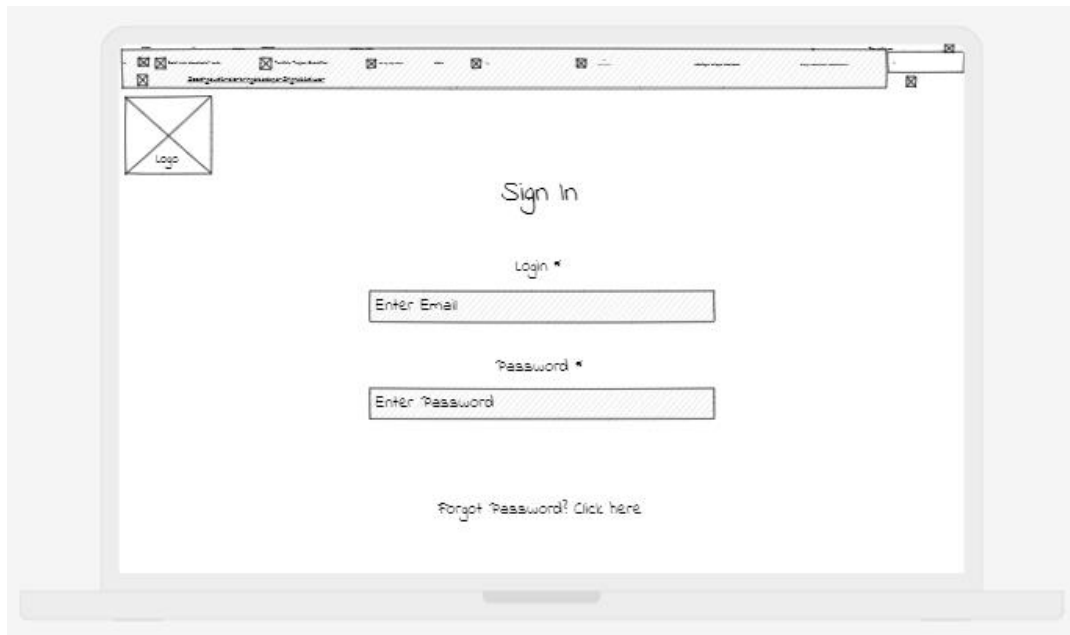 Logo
Sign In
Login *
Enter Email
Password *
Enter Password
Forgot Password? Click here